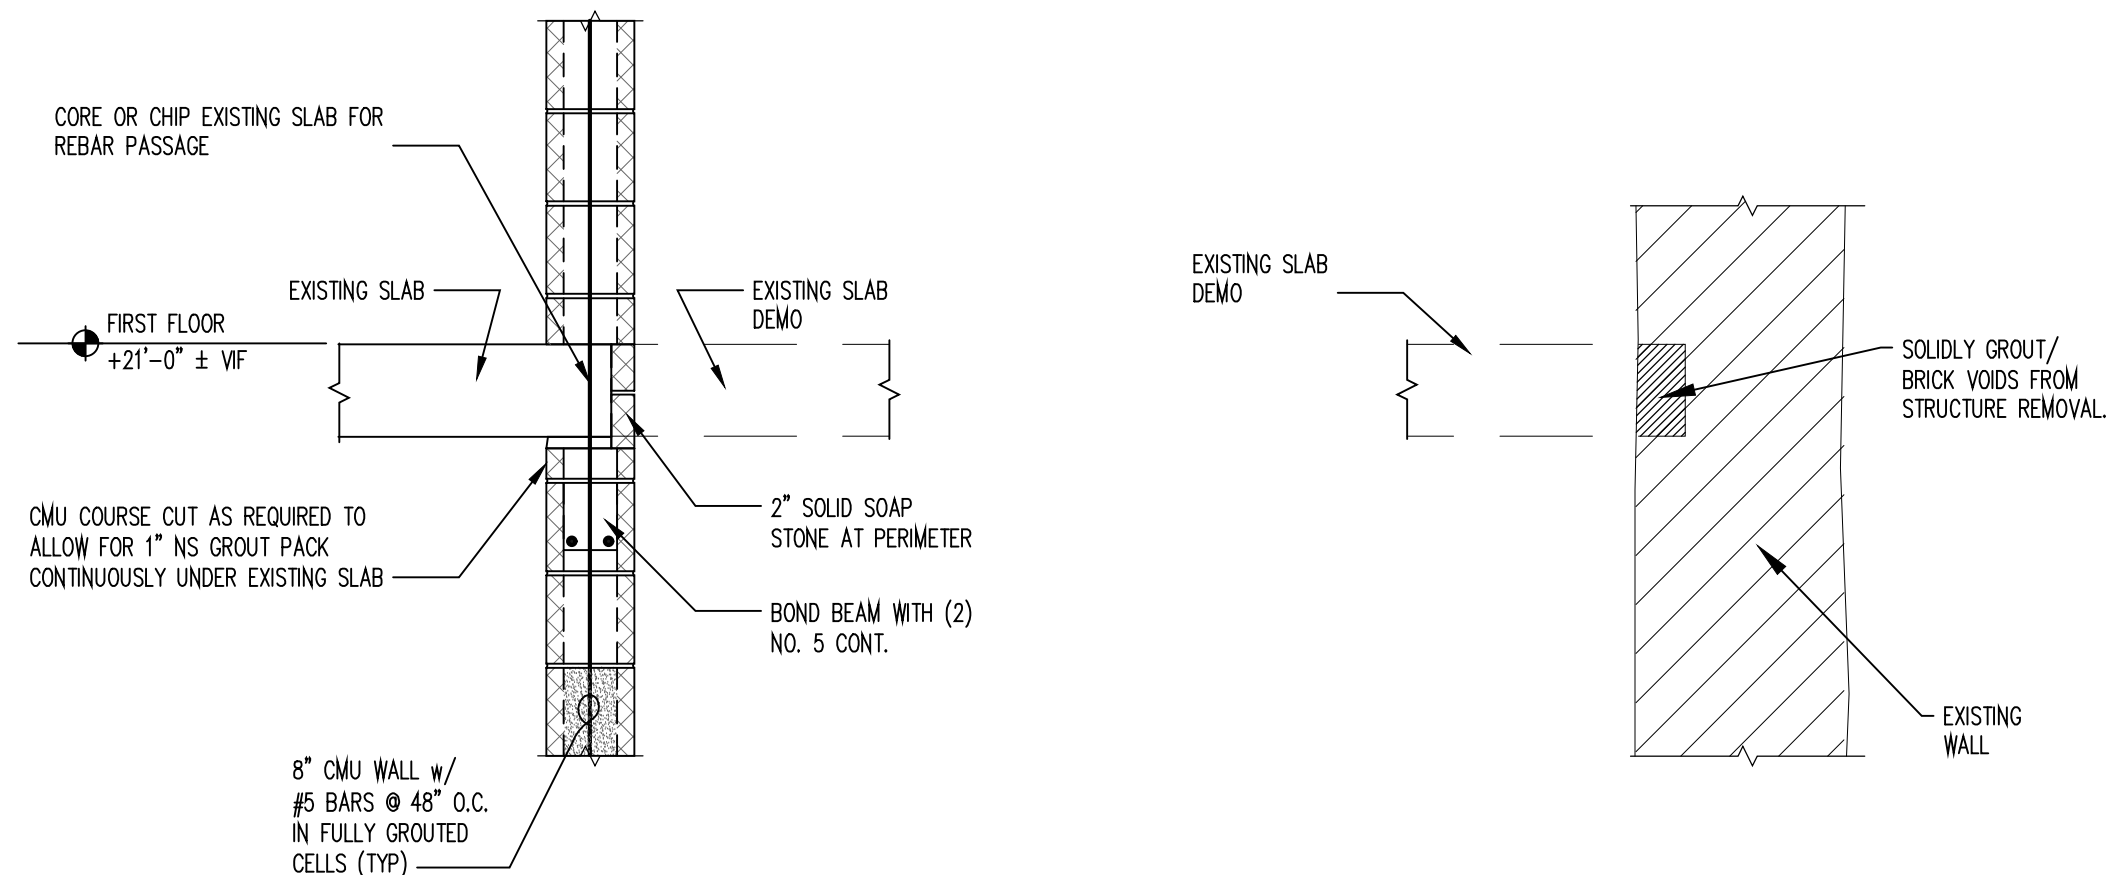 CORE OR CHIP EXISTING SLAB FOR
REBAR PASSAGE
EXISTING SLAB
EXISTING SLAB
DEMO
FIRST FLOOR
+21'-0" ± VIF
CMU COURSE CUT AS REQUIRED TO
ALLOW FOR 1" NS GROUT PACK
CONTINUOUSLY UNDER EXISTING SLAB
2" SOLID SOAP
STONE AT PERIMETER
BOND BEAM WITH (2)
NO. 5 CONT.
8" CMU WALL w/
#5 BARS @ 48" O.C.
IN FULLY GROUTED
CELLS (TYP)
EXISTING SLAB
DEMO
SOLIDLY GROUT/
BRICK VOIDS FROM
STRUCTURE REMOVAL.
EXISTING
WALL